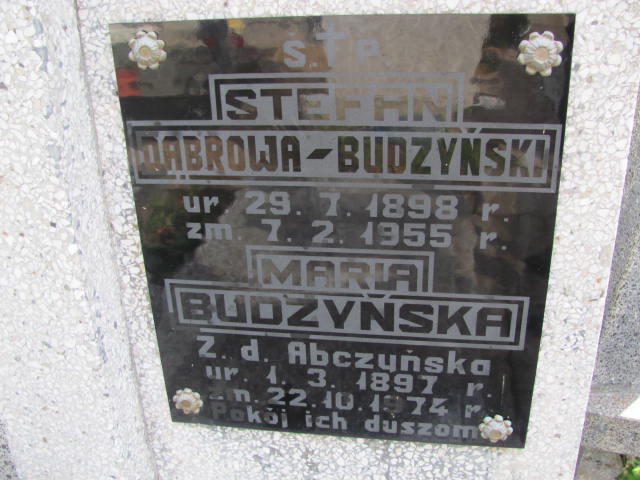 Ś. † P.
STEFAN
DĄBROWA-BUDZYŃSKI
ur 29. 7. 1898 r.
zm. 7. 2. 1955 r.
MARIA
BUDZYŃSKA
Z. d. Abczyńska
ur. 1. 3. 1897 r.
zm. 22.10.1974 r.
Pokój ich duszom